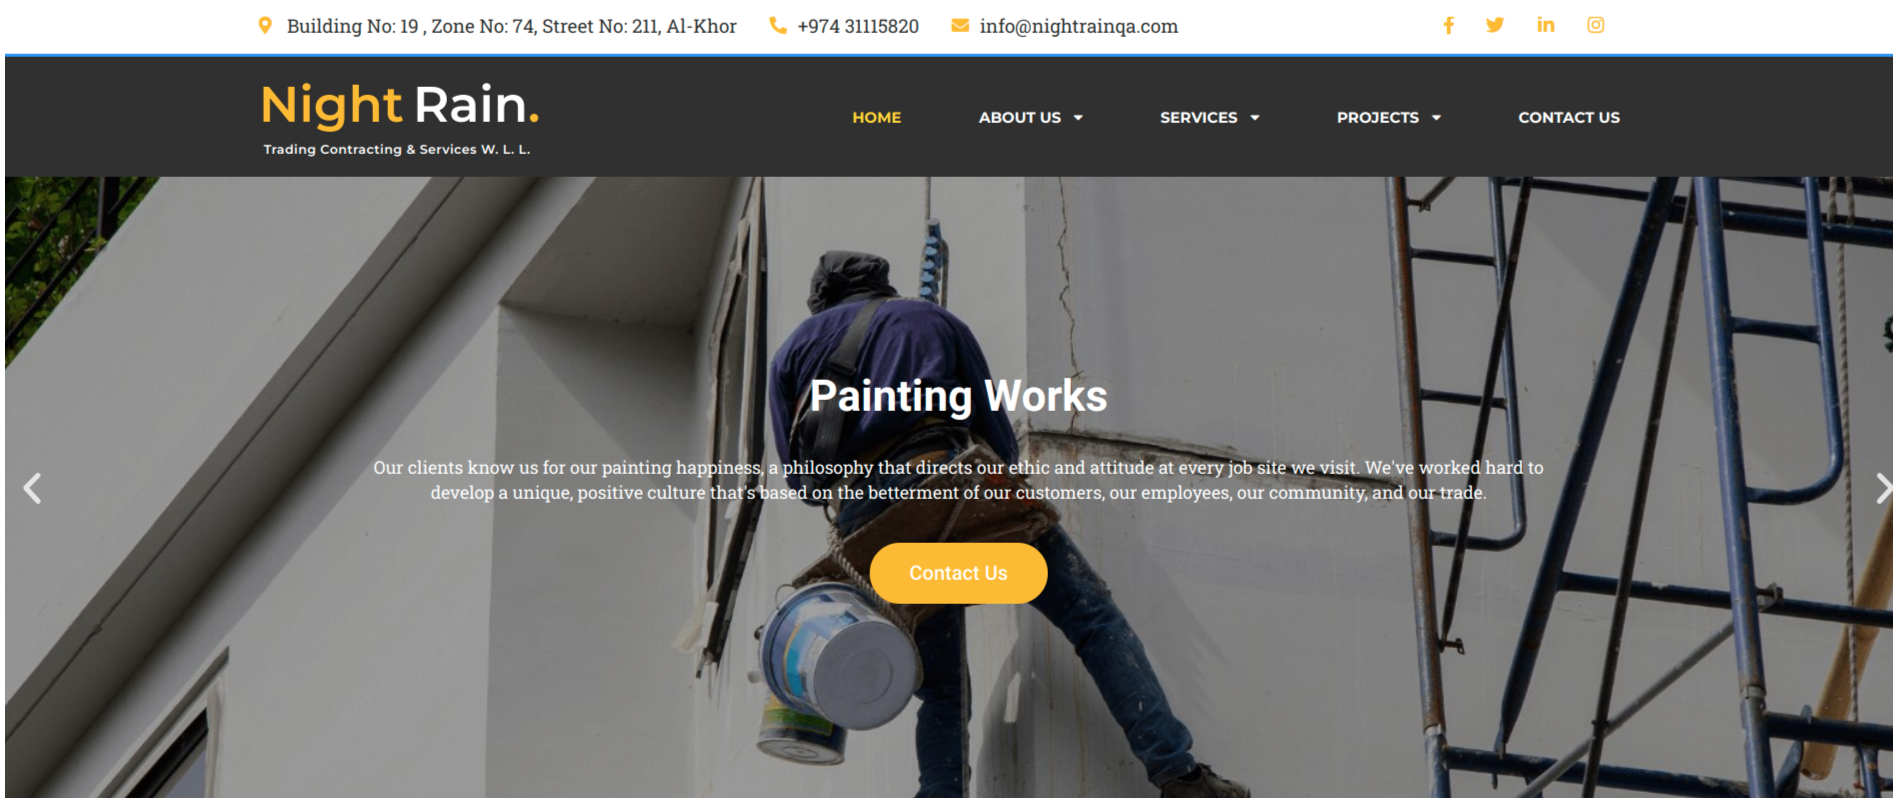 Building No: 19 , Zone No: 74, Street No: 211, Al-Khor
+974 31115820
info@nightrainqa.com
Night Rain.
Trading Contracting & Services W. L. L.
HOME
ABOUT US
SERVICES
PROJECTS
CONTACT US
Painting Works
Our clients know us for our painting happiness, a philosophy that directs our ethic and attitude at every job site we visit. We've worked hard to
develop a unique, positive culture that's based on the betterment of our customers, our employees, our community, and our trade.
Contact Us